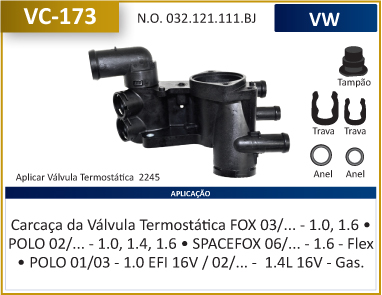 VC-173
N.O. 032.121.111.BJ
VW
Tampão
Trava Trava
Anel Anel
Aplicar Válvula Termostática 2245
APLICAÇÃO
Carcaça da Válvula Termostática FOX 03/... - 1.0, 1.6 •
POLO 02/... - 1.0, 1.4, 1.6 • SPACEFOX 06/... - 1.6 - Flex
• POLO 01/03 - 1.0 EFI 16V / 02/... - 1.4L 16V - Gas.